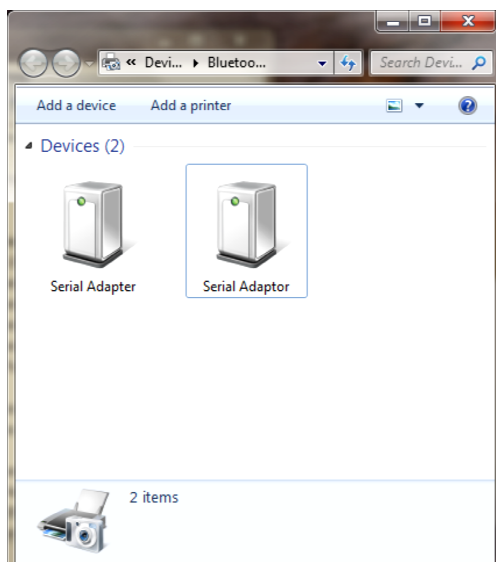 « Devi... Bluetoo... Search Devi...
Add a device Add a printer
Devices (2)
Serial Adapter Serial Adaptor
2 items